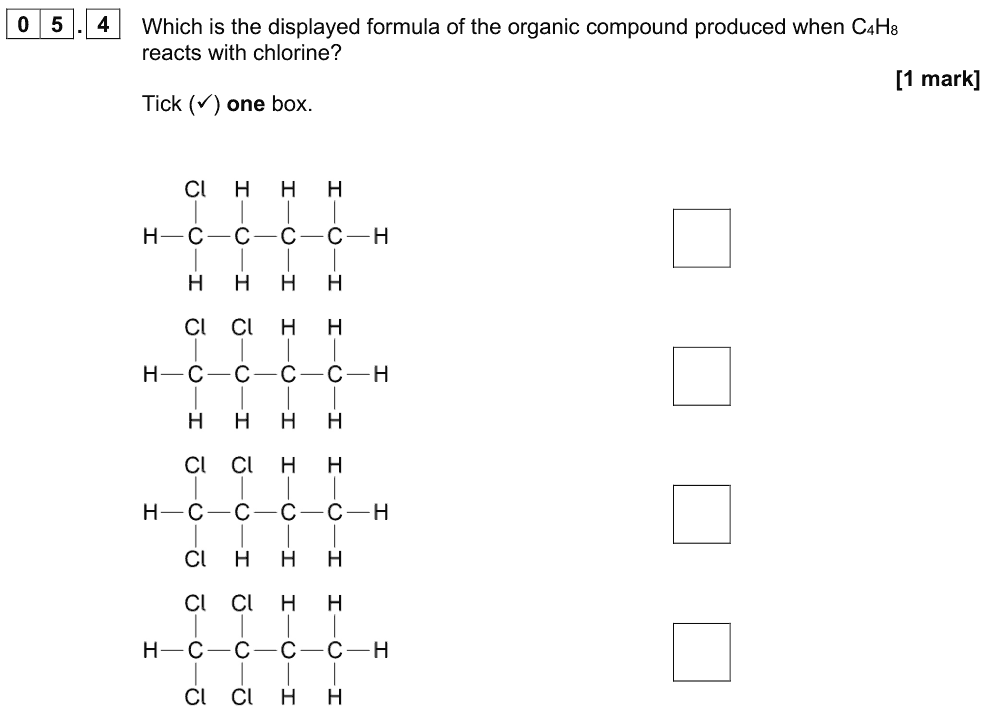 0 5 . 4 Which is the displayed formula of the organic compound produced when C₄H₈
reacts with chlorine?
[1 mark]
Tick (✓) one box.
Cl H H H
H—C—C—C—C—H
H H H H
Cl Cl H H
H—C—C—C—C—H
H H H H
Cl Cl H H
H—C—C—C—C—H
Cl H H H
Cl Cl H H
H—C—C—C—C—H
Cl Cl H H